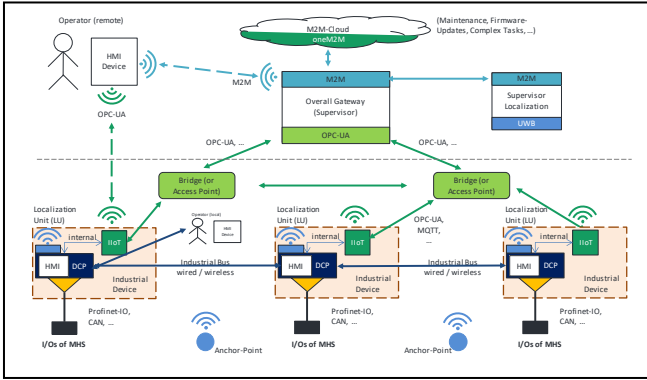 Operator (remote)
HMI
Device
OPC-UA
M2M
M2M-Cloud
oneM2M
(Maintenance, Firmware-
Updates, Complex Tasks, ...)
M2M
Overall Gateway
(Supervisor)
OPC-UA
M2M
Supervisor
Localization
UWB
OPC-UA, ...
OPC-UA, ...
Bridge (or
Access Point)
Bridge (or
Access Point)
Localization
Unit (LU)
internal
IIoT
HMI
DCP
Industrial
Device
Profinet-IO,
CAN, ...
I/Os of MHS
Operator (local)
HMI
Device
Industrial Bus
wired / wireless
Anchor-Point
Localization
Unit (LU)
internal
IIoT
HMI
DCP
Industrial
Device
Profinet-IO,
CAN, ...
I/Os of MHS
OPC-UA,
MQTT,
...
Industrial Bus
wired / wireless
Anchor-Point
Localization
Unit (LU)
internal
IIoT
HMI
DCP
Industrial
Device
Profinet-IO,
CAN, ...
I/Os of MHS